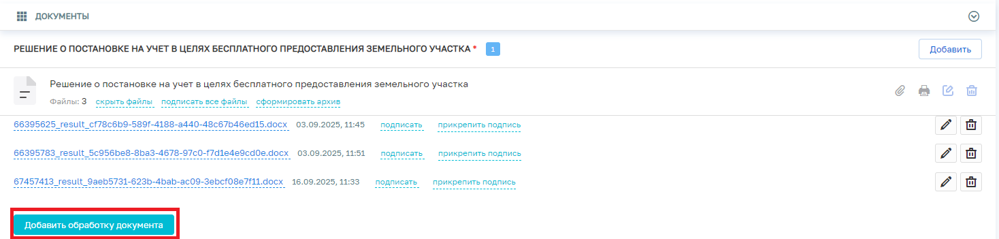 ДОКУМЕНТЫ
РЕШЕНИЕ О ПОСТАНОВКЕ НА УЧЕТ В ЦЕЛЯХ БЕСПЛАТНОГО ПРЕДОСТАВЛЕНИЯ ЗЕМЕЛЬНОГО УЧАСТКА * 1 Добавить
Решение о постановке на учет в целях бесплатного предоставления земельного участка
Файлы: 3 скрыть файлы подписать все файлы сформировать архив
66395625_result_cf78c6b9-589f-4188-a440-48c67b46ed15.docx 03.09.2025, 11:45 подписать прикрепить подпись
66395783_result_5c956be8-8ba3-4678-97c0-f7d1e4e9cd0e.docx 03.09.2025, 11:51 подписать прикрепить подпись
67457413_result_9aeb5731-623b-4bab-ac09-3ebcf08e7f11.docx 16.09.2025, 11:33 подписать прикрепить подпись
Добавить обработку документа